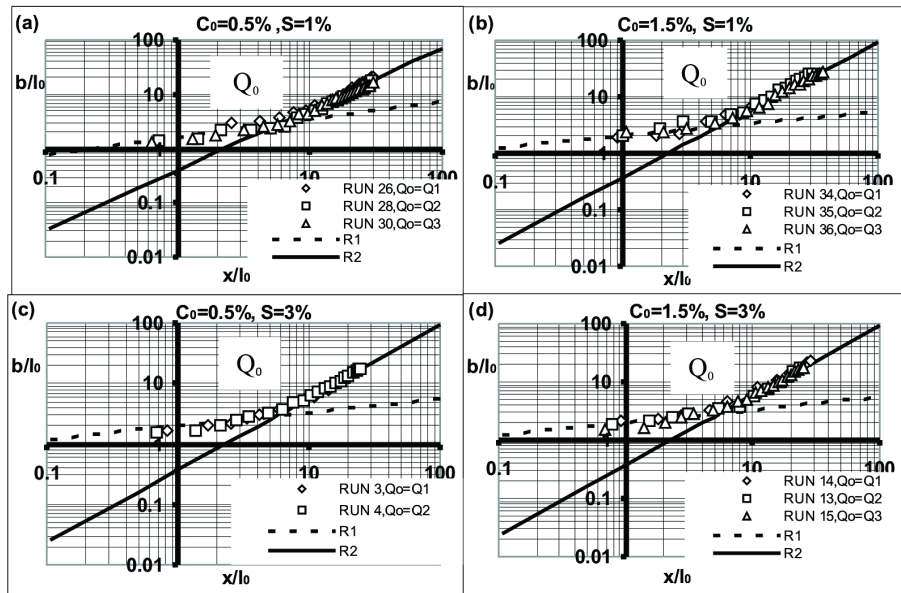 (a) C₀=0.5% ,S=1%
100
b/l₀
Q₀
10
1
0.1 10 100
0.1
0.01
RUN 26,Qo=Q1
RUN 28,Qo=Q2
RUN 30,Qo=Q3
R1
R2
x/l₀
(b) C₀=1.5%, S=1%
100
b/l₀
Q₀
10
1
0.1 10 100
0.1
0.01
RUN 34,Qo=Q1
RUN 35,Qo=Q2
RUN 36,Qo=Q3
R1
R2
x/l₀
(c) C₀=0.5%, S=3%
100
b/l₀
Q₀
10
1
0.1 10 100
0.1
0.01
RUN 3,Qo=Q1
RUN 4,Qo=Q2
R1
R2
x/l₀
(d) C₀=1.5%, S=3%
100
b/l₀
Q₀
10
1
0.1 10 100
0.1
0.01
RUN 14,Qo=Q1
RUN 13,Qo=Q2
RUN 15,Qo=Q3
R1
R2
x/l₀